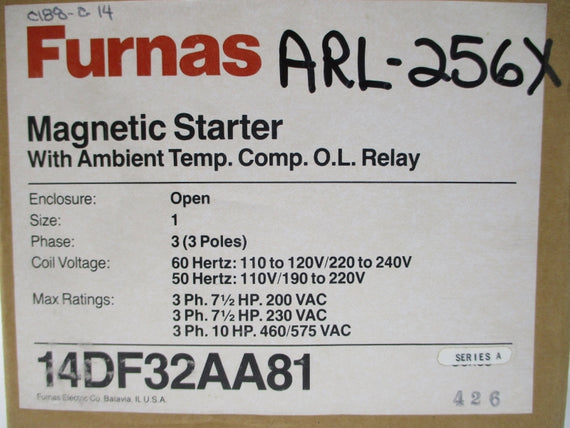 C188-C 14
Furnas ARL-256X
Magnetic Starter
With Ambient Temp. Comp. O.L. Relay
Enclosure: Open
Size: 1
Phase: 3 (3 Poles)
Coil Voltage: 60 Hertz: 110 to 120V/220 to 240V
50 Hertz: 110V/190 to 220V
Max Ratings: 3 Ph. 7½ HP. 200 VAC
3 Ph. 7½ HP. 230 VAC
3 Ph. 10 HP. 460/575 VAC
14DF32AA81
SERIES A
Furnas Electric Co. Batavia, IL U.S.A.
426